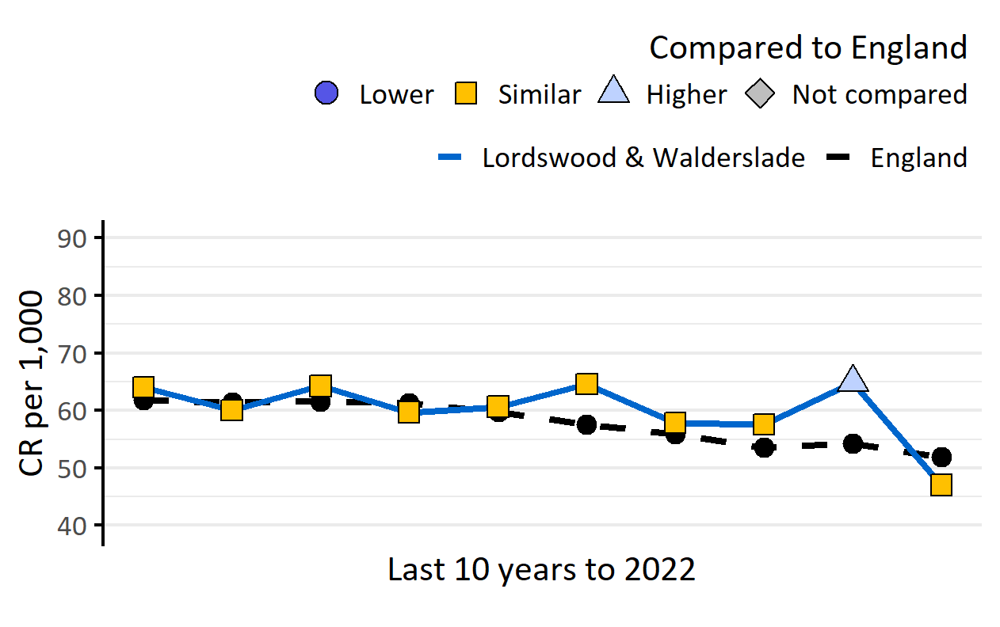 Compared to England
Lower Similar Higher Not compared
Lordswood & Walderslade England
90
80
70
60
50
40
CR per 1,000
Last 10 years to 2022